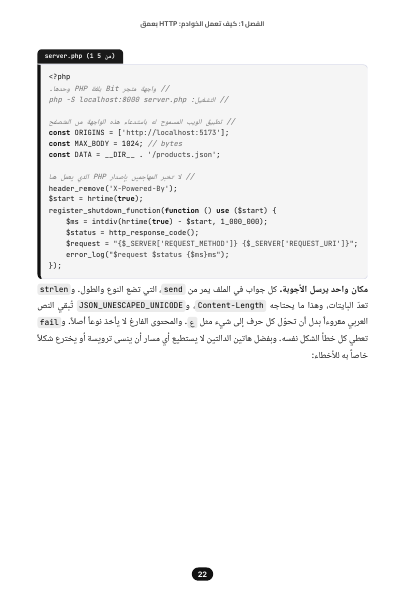 الفصل 1: كيف تعمل الخوادم: HTTP بعمق
server.php (1 من 5)
<?php
// واجهة متجر Bit بلغة PHP وحدها.
// التشغيل: php -S localhost:8000 server.php
// تطبيق الويب المسموح له باستدعاء هذه الواجهة من المتصفح
const ORIGINS = ['http://localhost:5173'];
const MAX_BODY = 1024; // bytes
const DATA = __DIR__ . '/products.json';
// لا تخبر المهاجمين بإصدار PHP الذي يعمل هنا
header_remove('X-Powered-By');
$start = hrtime(true);
register_shutdown_function(function () use ($start) {
$ms = intdiv(hrtime(true) - $start, 1_000_000);
$status = http_response_code();
$request = "{$_SERVER['REQUEST_METHOD']} {$_SERVER['REQUEST_URI']}";
error_log("$request $status {$ms}ms");
});
مكان واحد يرسل الأجوبة. كل جواب في الملف يمر من send، التي تضع النوع والطول. و strlen
تعدّ البايتات، وهذا ما يحتاجه Content-Length، و JSON_UNESCAPED_UNICODE تُبقي النص
العربي مقروءاً بدل أن تحوّل كل حرف إلى شيء مثل ع. والمحتوى الفارغ لا يأخذ نوعاً أصلاً. و fail
تعطي كل خطأ الشكل نفسه. وبفضل هاتين الدالتين لا يستطيع أي مسار أن ينسى ترويسة أو يخترع شكلاً
خاصاً به للأخطاء:
22